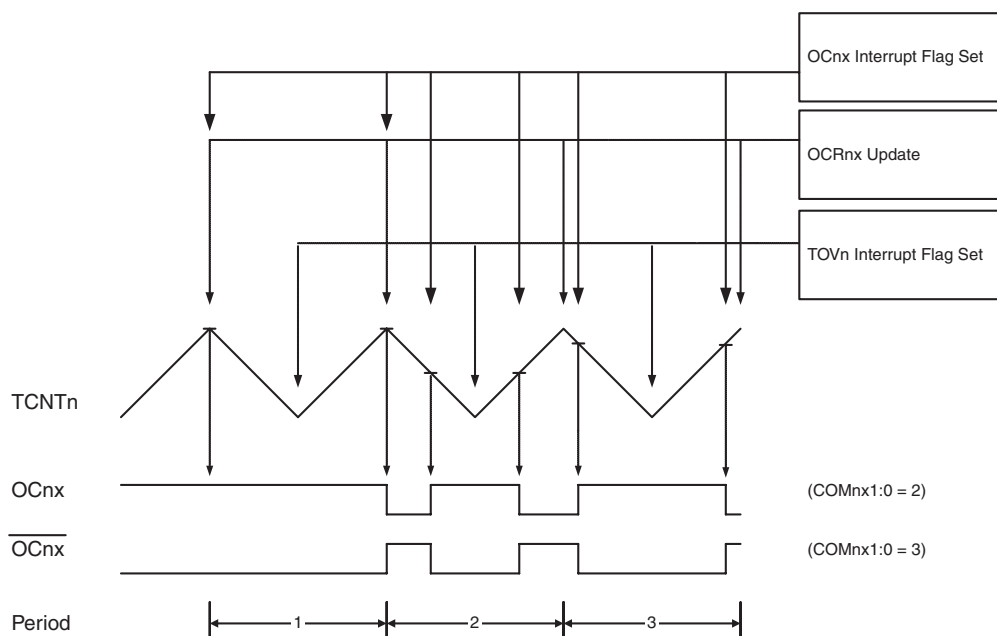 OCnx Interrupt Flag Set
OCRnx Update
TOVn Interrupt Flag Set
TCNTn
OCnx
(COMnx1:0 = 2)
OCnx
(COMnx1:0 = 3)
Period
1
2
3